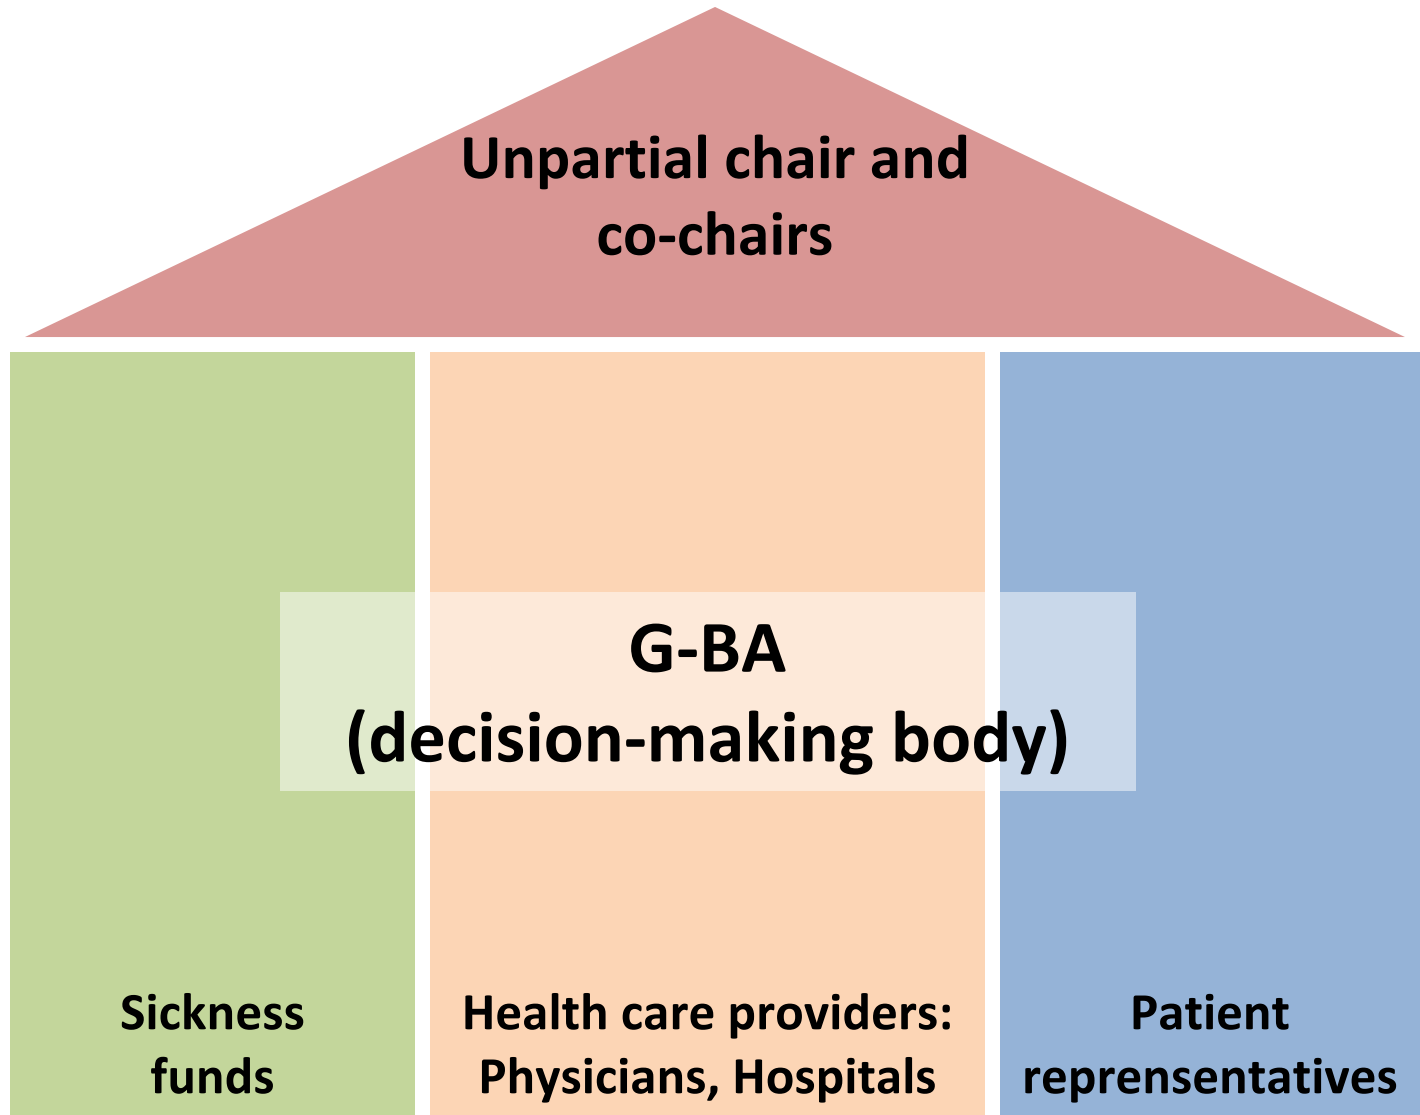 Unpartial chair and
co-chairs
G-BA
(decision-making body)
Sickness
funds
Health care providers:
Physicians, Hospitals
Patient
reprensentatives